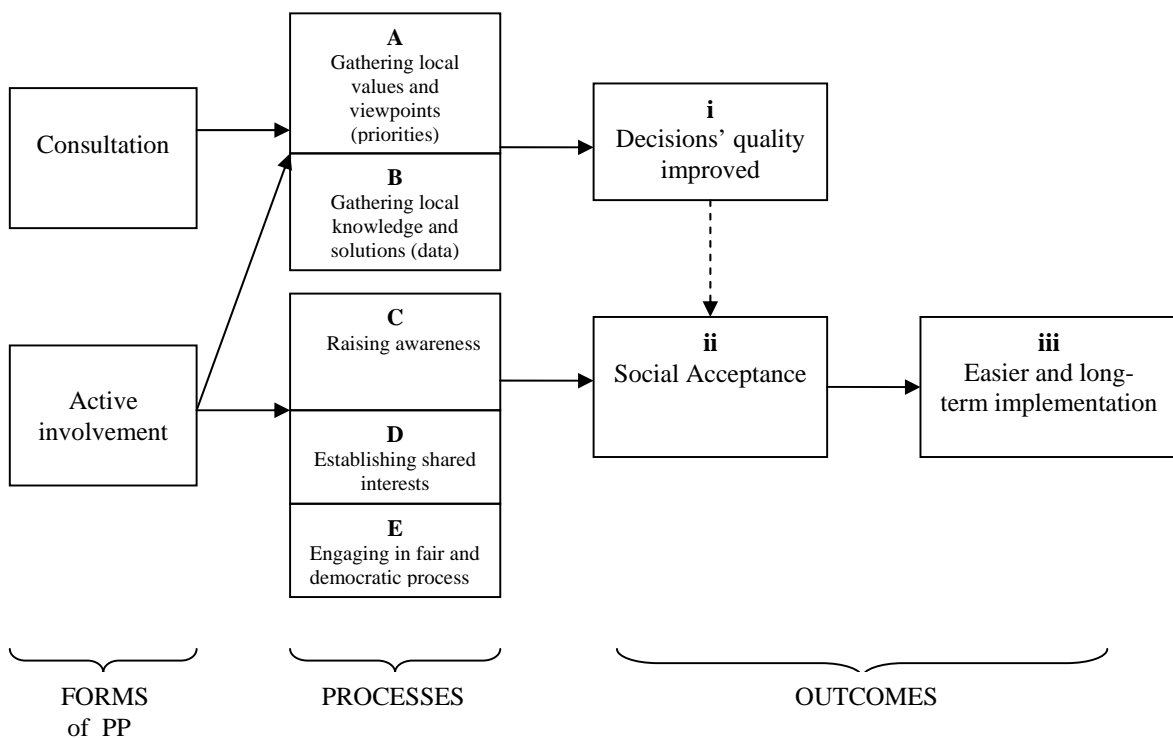 Consultation
Active
involvement
A
Gathering local
values and
viewpoints
(priorities)
B
Gathering local
knowledge and
solutions (data)
C
Raising awareness
D
Establishing shared
interests
E
Engaging in fair and
democratic process
i
Decisions’ quality
improved
ii
Social Acceptance
iii
Easier and long-
term implementation
FORMS
of PP
PROCESSES
OUTCOMES